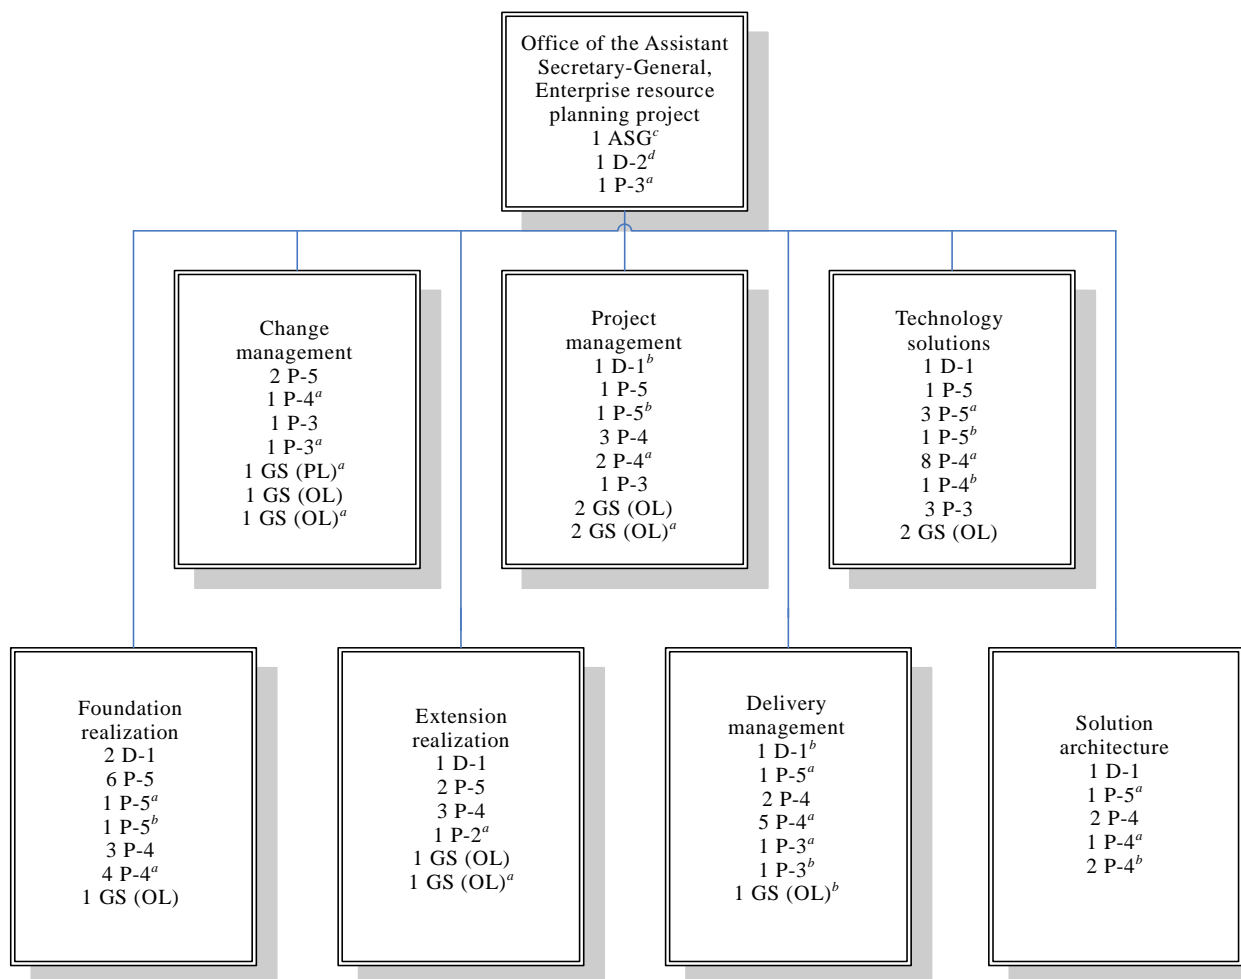 Office of the Assistant
Secretary-General,
Enterprise resource
planning project
1 ASGᶜ
1 D-2ᵈ
1 P-3ᵃ
Change
management
2 P-5
1 P-4ᵃ
1 P-3
1 P-3ᵃ
1 GS (PL)ᵃ
1 GS (OL)
1 GS (OL)ᵃ
Project
management
1 D-1ᵇ
1 P-5
1 P-5ᵇ
3 P-4
2 P-4ᵃ
1 P-3
2 GS (OL)
2 GS (OL)ᵃ
Technology
solutions
1 D-1
1 P-5
3 P-5ᵃ
1 P-5ᵇ
8 P-4ᵃ
1 P-4ᵇ
3 P-3
2 GS (OL)
Foundation
realization
2 D-1
6 P-5
1 P-5ᵃ
1 P-5ᵇ
3 P-4
4 P-4ᵃ
1 GS (OL)
Extension
realization
1 D-1
2 P-5
3 P-4
1 P-2ᵃ
1 GS (OL)
1 GS (OL)ᵃ
Delivery
management
1 D-1ᵇ
1 P-5ᵃ
2 P-4
5 P-4ᵃ
1 P-3ᵃ
1 P-3ᵇ
1 GS (OL)ᵇ
Solution
architecture
1 D-1
1 P-5ᵃ
2 P-4
1 P-4ᵃ
2 P-4ᵇ